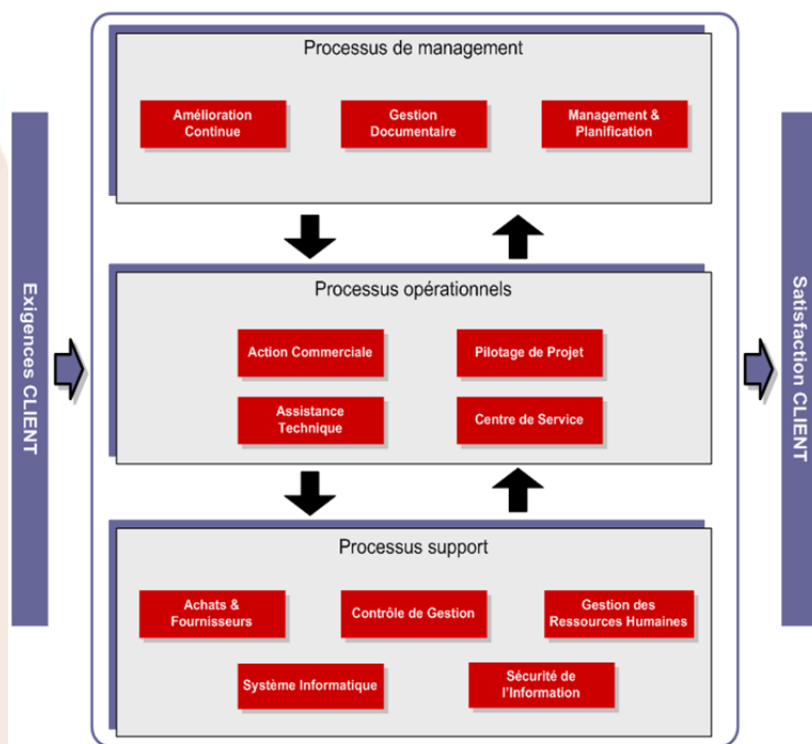 Processus de management
Amélioration
Continue
Gestion
Documentaire
Management &
Planification
Exigences CLIENT
Processus opérationnels
Action Commerciale
Pilotage de Projet
Assistance
Technique
Centre de Service
Satisfaction CLIENT
Processus support
Achats &
Fournisseurs
Contrôle de Gestion
Gestion des
Ressources Humaines
Système Informatique
Sécurité de
l'Information